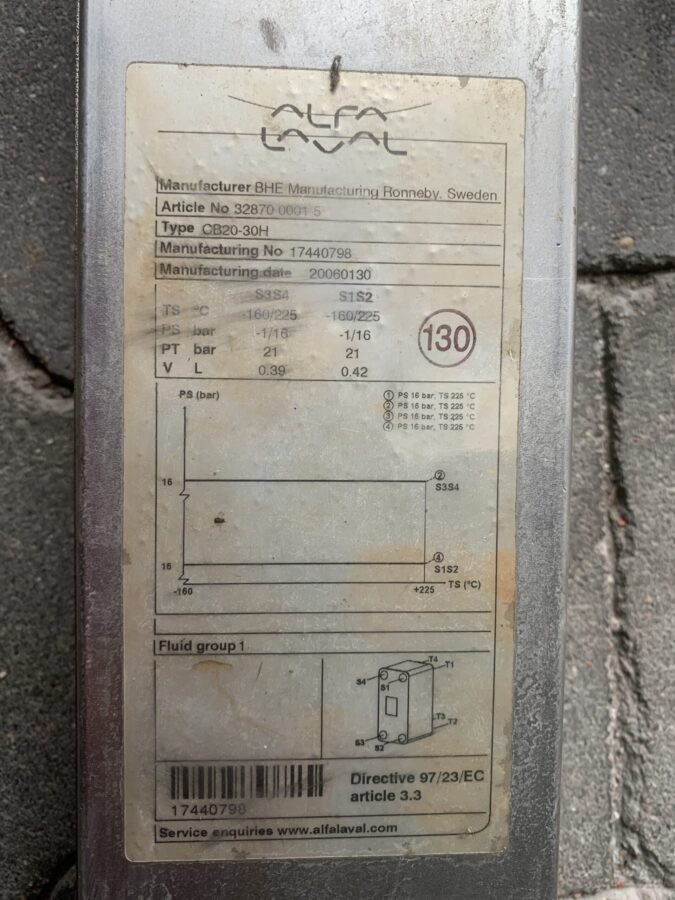 ALFA
LAVAL
Manufacturer BHE Manufacturing Ronneby, Sweden
Article No 32870 0001 5
Type CB20-30H
Manufacturing No 17440798
Manufacturing date 20060130
S3S4 S1S2
TS °C -160/225 -160/225
PS bar -1/16 -1/16
PT bar 21 21
V L 0.39 0.42
130
PS (bar)
1 PS 16 bar, TS 225 °C
2 PS 16 bar, TS 225 °C
3 PS 16 bar, TS 225 °C
4 PS 16 bar, TS 225 °C
16
2
S3S4
16
4
S1S2
-160 +225 TS (°C)
Fluid group 1
T4 T1
S4 S1
T3 T2
S3 S2
17440798
Directive 97/23/EC
article 3.3
Service enquiries www.alfalaval.com